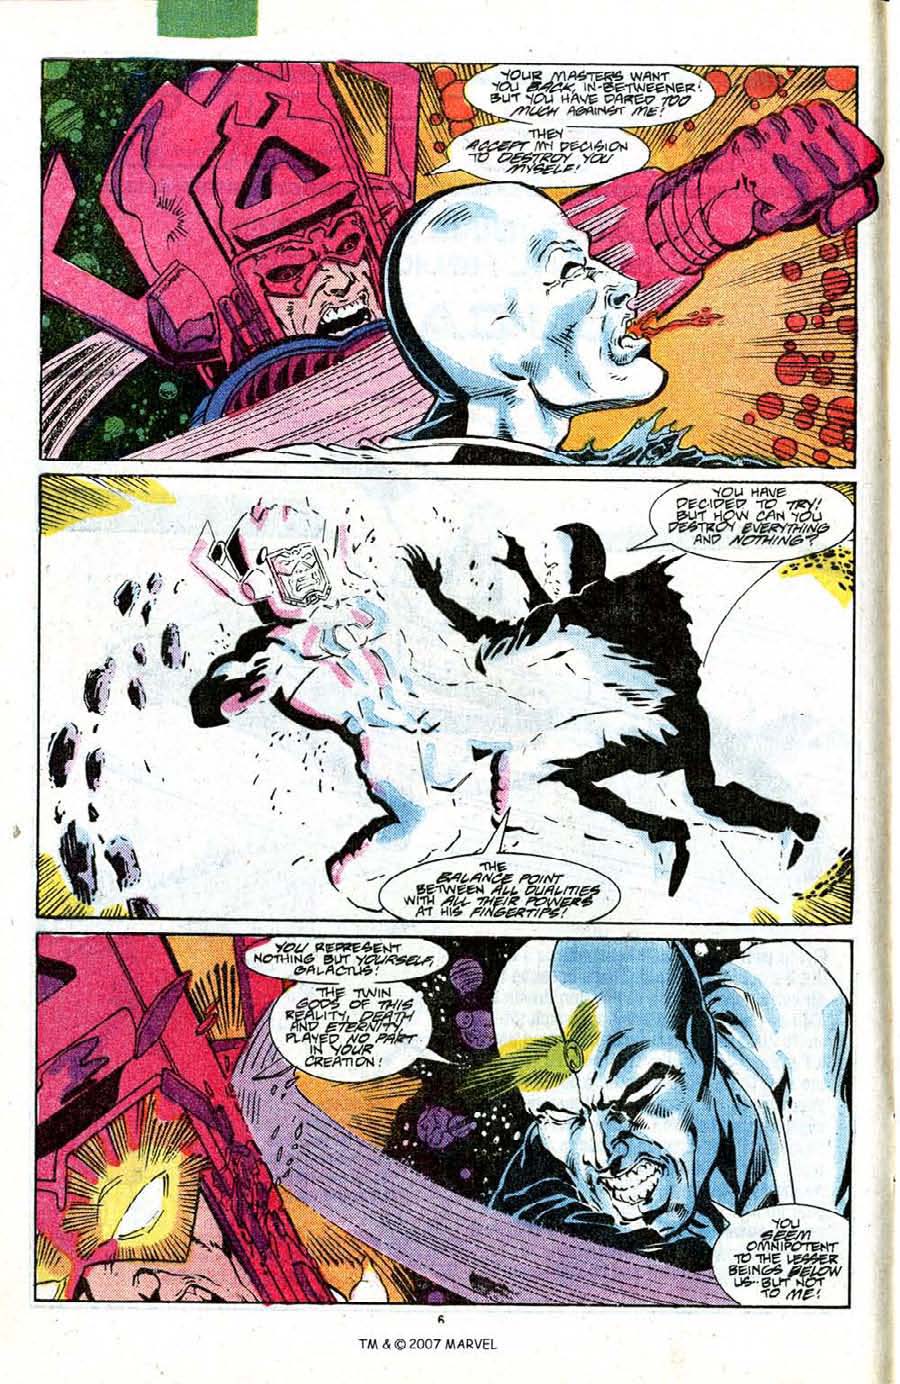 YOUR MASTERS WANT
YOU BACK, IN-BETWEENER!
BUT YOU HAVE DARED TOO
MUCH AGAINST ME!
THEY
ACCEPT MY DECISION
TO DESTROY YOU
MYSELF!
YOU HAVE
DECIDED TO TRY!
BUT HOW CAN YOU
DESTROY EVERYTHING
AND NOTHING?
THE
BALANCE POINT
BETWEEN ALL DUALITIES
WITH ALL THEIR POWERS
AT HIS FINGERTIPS!
YOU REPRESENT
NOTHING BUT YOURSELF,
GALACTUS!
THE TWIN
GODS OF THIS
REALITY, DEATH
AND ETERNITY,
PLAYED NO PART
IN YOUR
CREATION!
YOU
SEEM
OMNIPOTENT
TO THE LESSER
BEINGS BELOW
US--BUT NOT
TO ME!
6
TM & © 2007 MARVEL